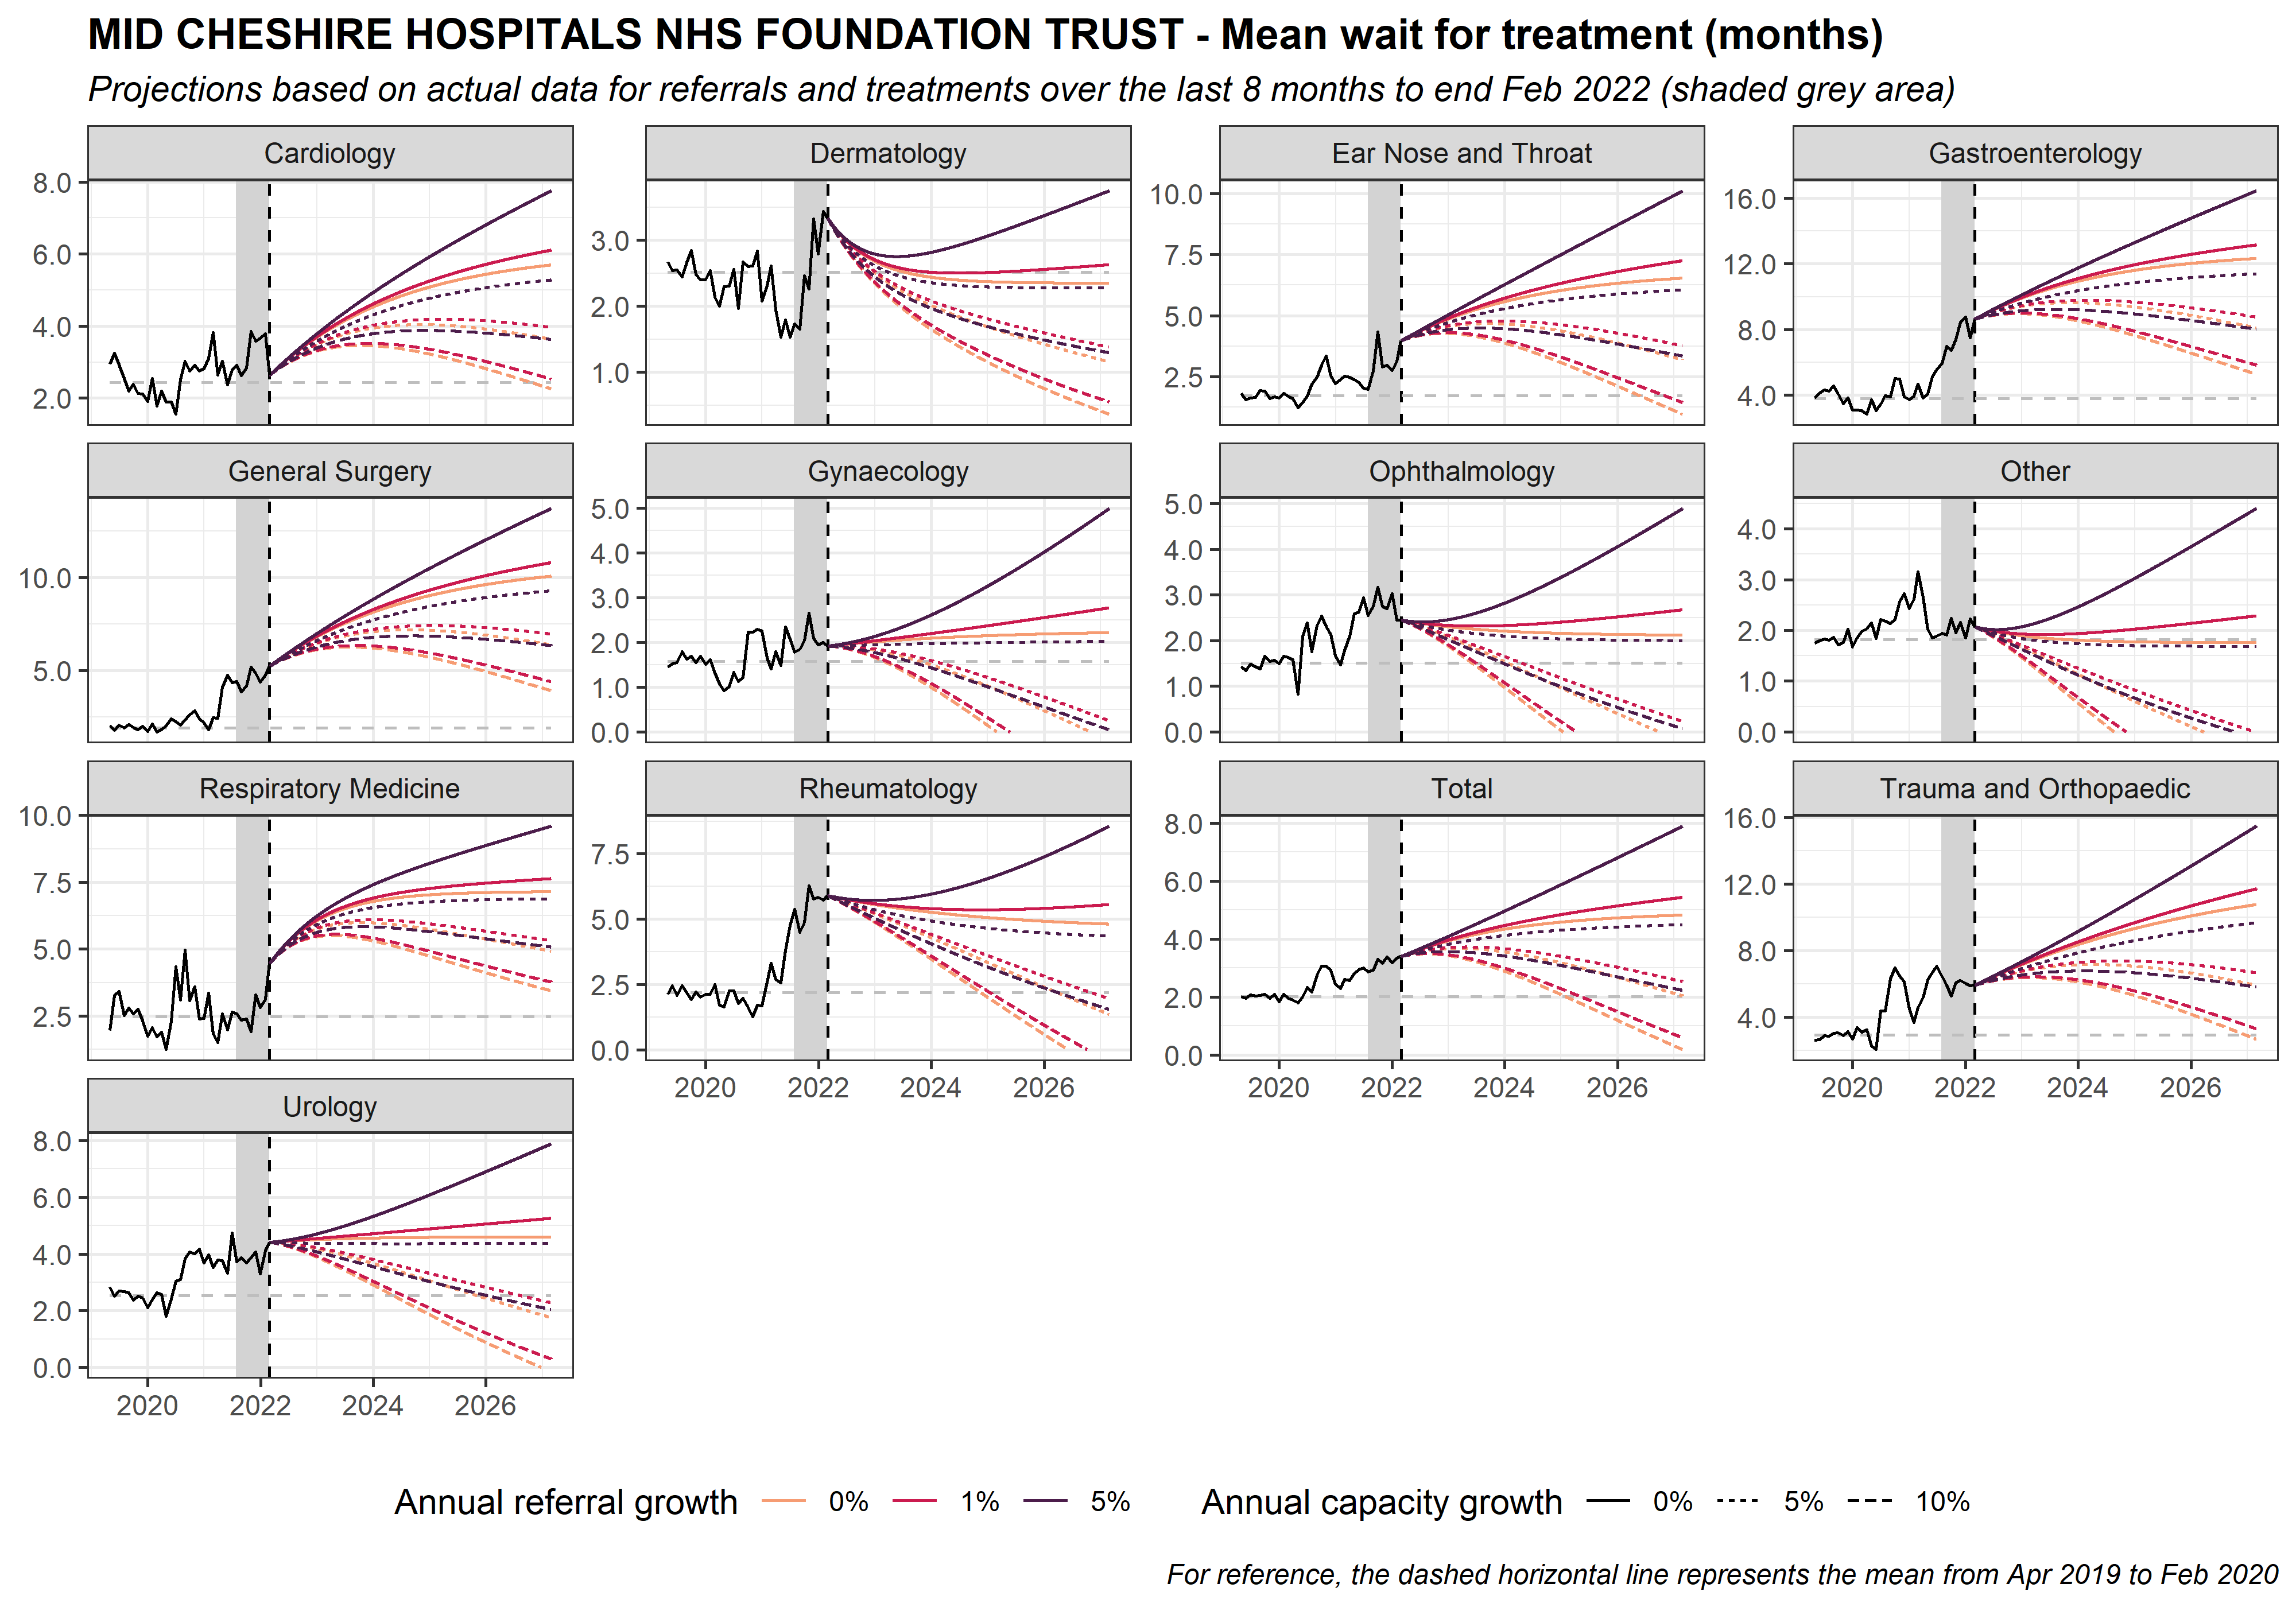 MID CHESHIRE HOSPITALS NHS FOUNDATION TRUST - Mean wait for treatment (months)
Projections based on actual data for referrals and treatments over the last 8 months to end Feb 2022 (shaded grey area)
Cardiology
8.0
6.0
4.0
2.0
Dermatology
3.0
2.0
1.0
Ear Nose and Throat
10.0
7.5
5.0
2.5
Gastroenterology
16.0
12.0
8.0
4.0
General Surgery
10.0
5.0
Gynaecology
5.0
4.0
3.0
2.0
1.0
0.0
Ophthalmology
5.0
4.0
3.0
2.0
1.0
0.0
Other
4.0
3.0
2.0
1.0
0.0
Respiratory Medicine
10.0
7.5
5.0
2.5
Rheumatology
7.5
5.0
2.5
0.0
2020 2022 2024 2026
Total
8.0
6.0
4.0
2.0
0.0
2020 2022 2024 2026
Trauma and Orthopaedic
16.0
12.0
8.0
4.0
2020 2022 2024 2026
Urology
8.0
6.0
4.0
2.0
0.0
2020 2022 2024 2026
Annual referral growth 0% 1% 5% Annual capacity growth 0% 5% 10%
For reference, the dashed horizontal line represents the mean from Apr 2019 to Feb 2020